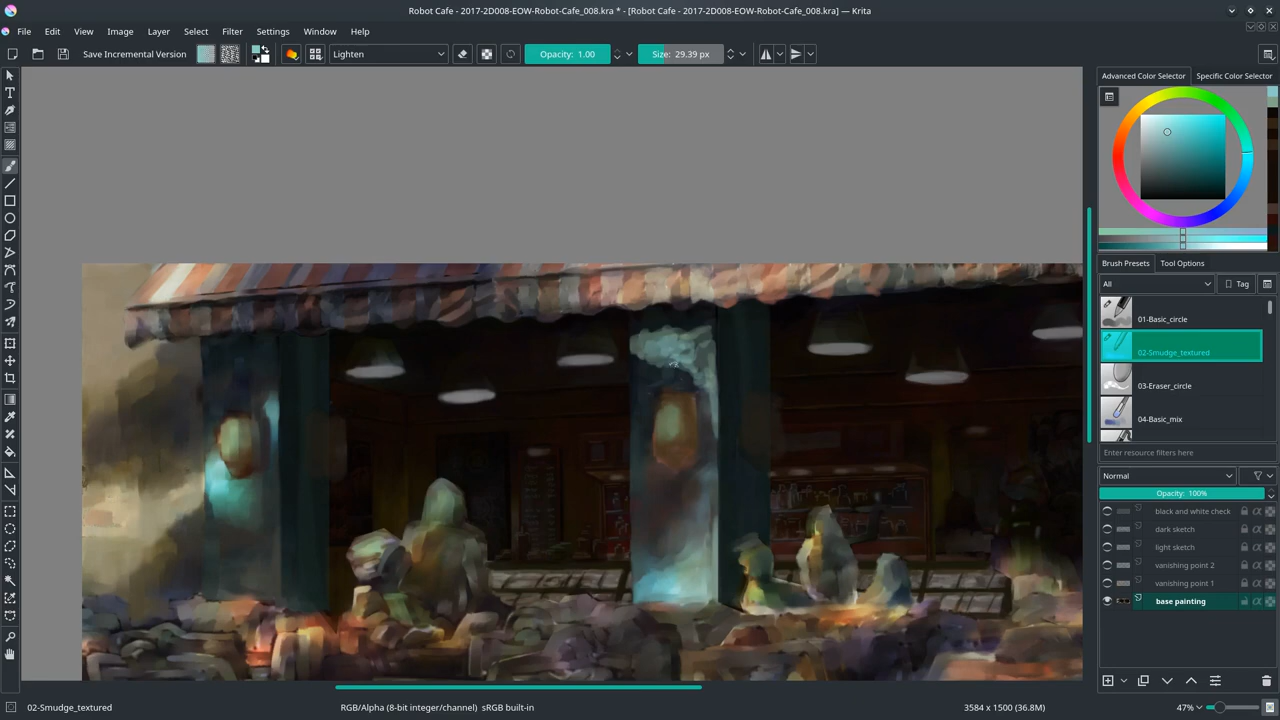 Robot Cafe - 2017-2D008-EOW-Robot-Cafe_008.kra * - [Robot Cafe - 2017-2D008-EOW-Robot-Cafe_008.kra] — Krita
File Edit View Image Layer Select Filter Settings Window Help
Save Incremental Version Lighten Opacity: 1.00 Size: 29.39 px
Advanced Color Selector Specific Color Selector
Brush Presets Tool Options
All Tag
01-Basic_circle
02-Smudge_textured
03-Eraser_circle
04-Basic_mix
Enter resource filters here
Normal
Opacity: 100%
black and white check
dark sketch
light sketch
vanishing point 2
vanishing point 1
base painting
02-Smudge_textured RGB/Alpha (8-bit integer/channel) sRGB built-in 3584 x 1500 (36.8M) 47%